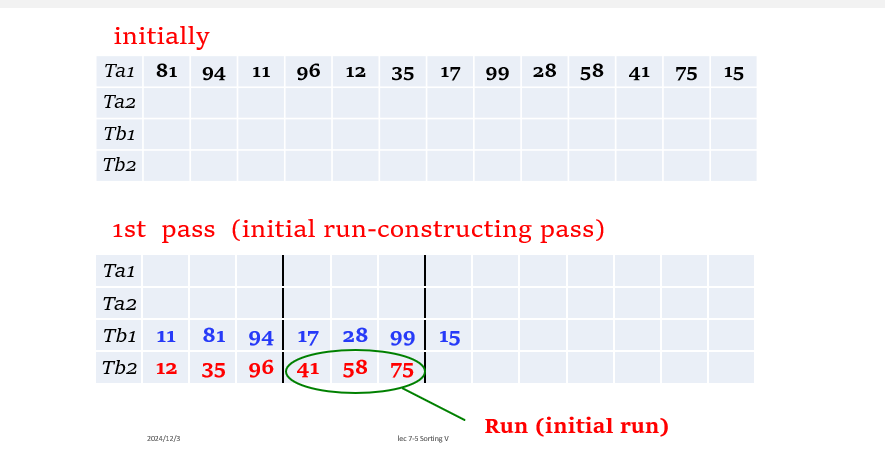 initially
Ta1 81 94 11 96 12 35 17 99 28 58 41 75 15
Ta2
Tb1
Tb2
1st pass (initial run-constructing pass)
Ta1
Ta2
Tb1 11 81 94 17 28 99 15
Tb2 12 35 96 41 58 75
Run (initial run)
2024/12/3
lec 7-5 Sorting V